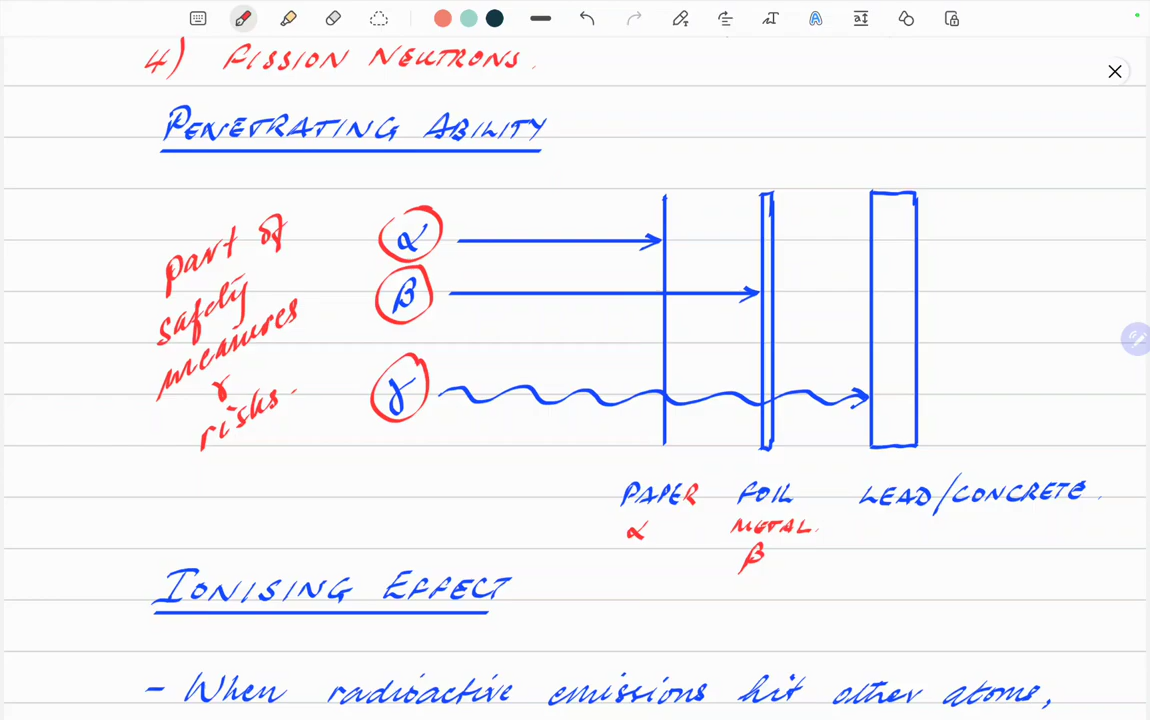 4) FISSION NEUTRONS.
PENETRATING ABILITY
part of
safety
measures
&
risks.
α
β
γ
PAPER FOIL LEAD/CONCRETE.
α METAL.
β
IONISING EFFECT
- When radioactive emissions hit other atoms,